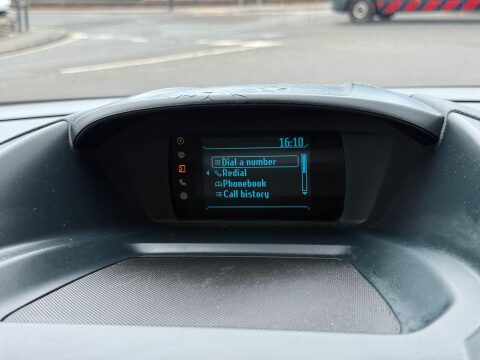 16:10
Dial a number
Redial
Phonebook
Call history